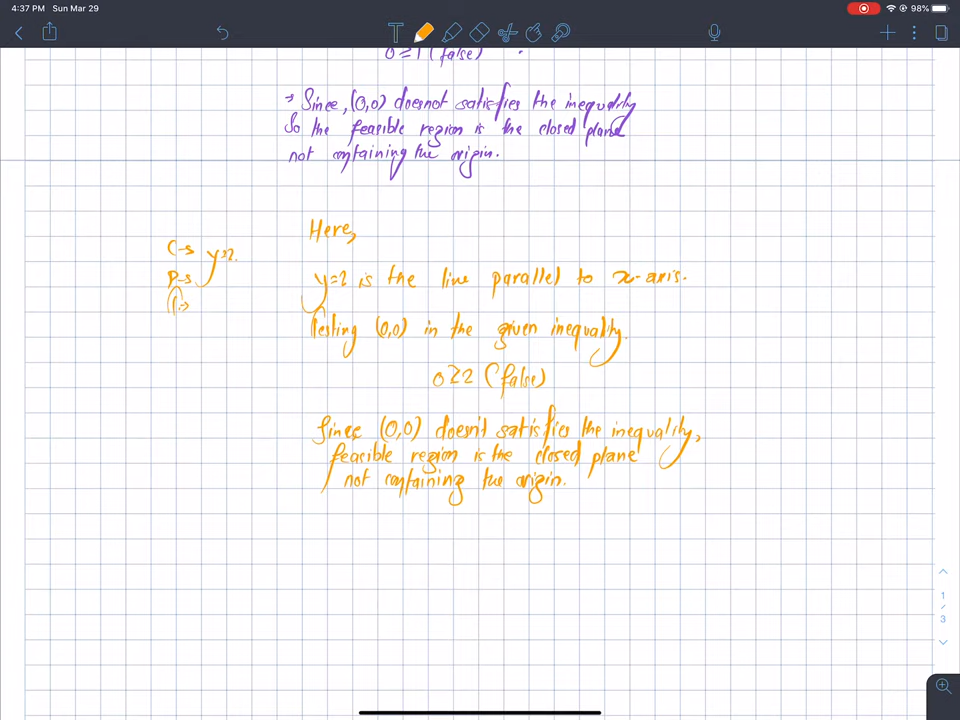 4:37 PM Sun Mar 29
98%
T
0≥1 (false)
→ Since, (0,0) doesnot satisfies the inequality
So the feasible region is the closed plane
not containing the origin.
Here,
C→s
y=2.
P→s
y=2 is the line parallel to x-axis.
Testing (0,0) in the given inequality.
0≥2 (false)
Since (0,0) doesn't satisfies the inequality,
feasible region is the closed plane
not containing the origin.
1
/
3